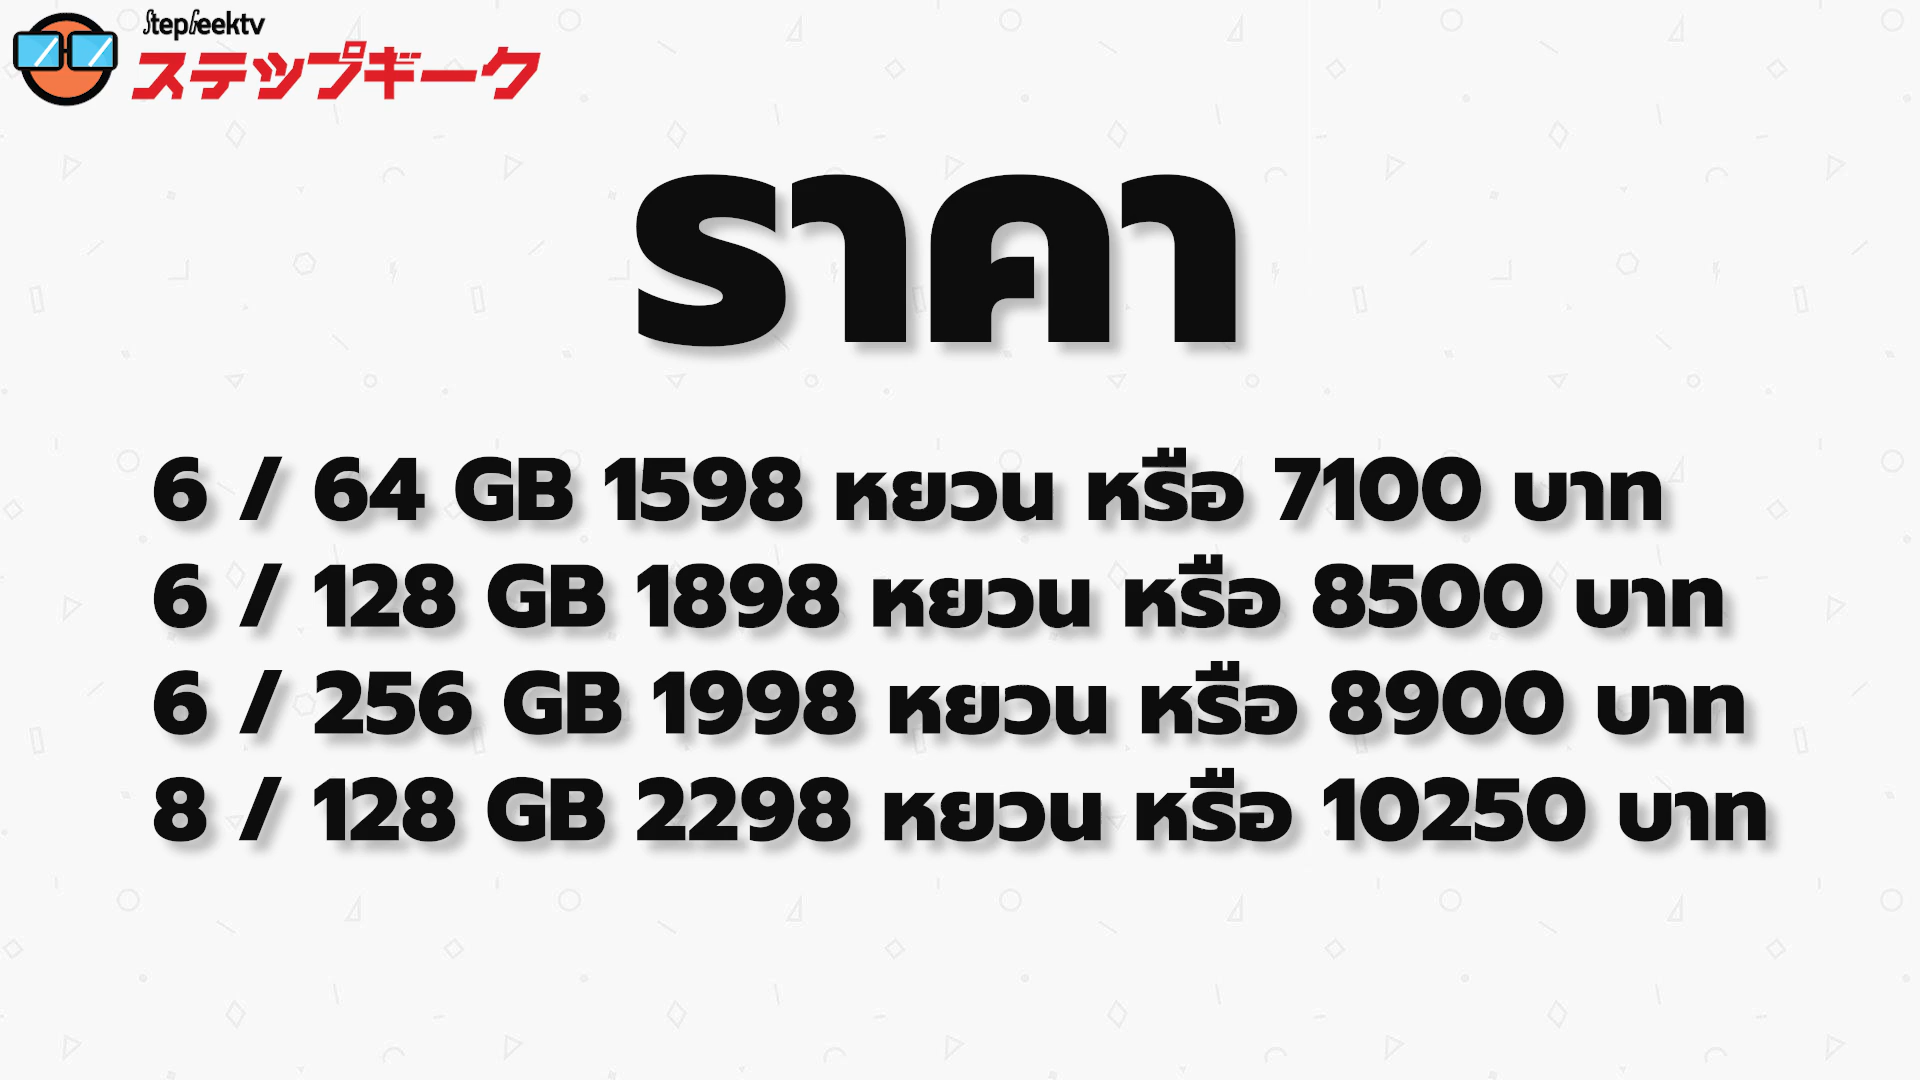 StepGeektv
ステップギーク
ราคา
6 / 64 GB 1598 หยวน หรือ 7100 บาท
6 / 128 GB 1898 หยวน หรือ 8500 บาท
6 / 256 GB 1998 หยวน หรือ 8900 บาท
8 / 128 GB 2298 หยวน หรือ 10250 บาท